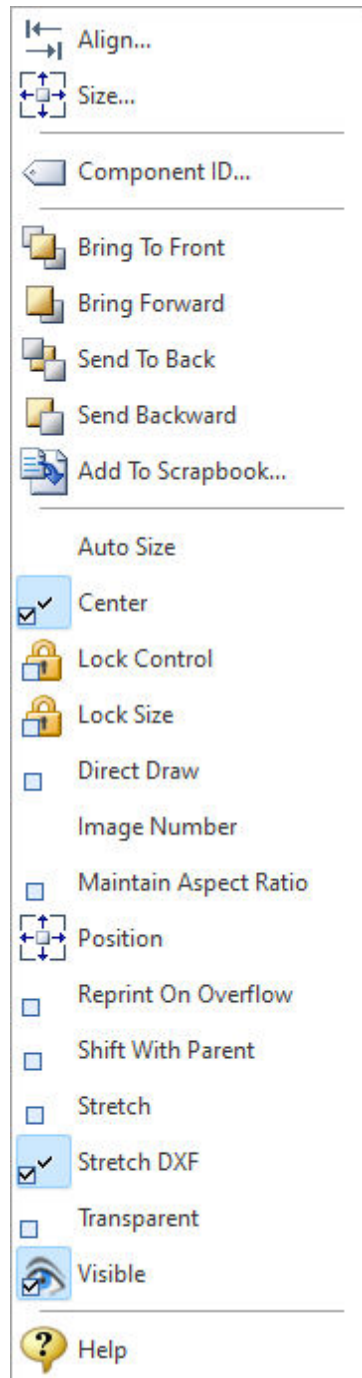 Align...
Size...
Component ID...
Bring To Front
Bring Forward
Send To Back
Send Backward
Add To Scrapbook...
Auto Size
Center
Lock Control
Lock Size
Direct Draw
Image Number
Maintain Aspect Ratio
Position
Reprint On Overflow
Shift With Parent
Stretch
Stretch DXF
Transparent
Visible
Help